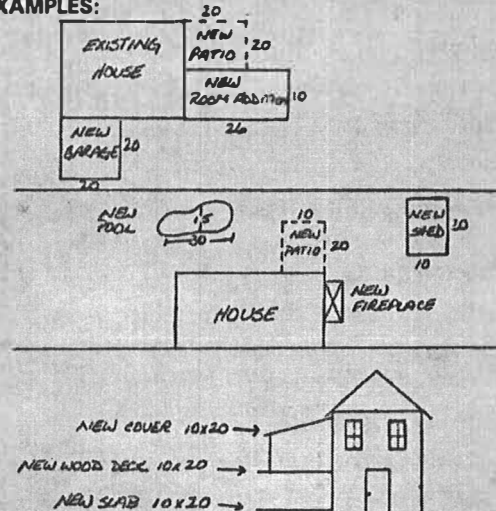 XAMPLES:
20
EXISTING
HOUSE
NEW
PATIO
20
NEW
ROOM ADDITION
10
26
NEW
GARAGE
20
20
NEW
POOL
15
30
10
NEW
PATIO
20
NEW
SHED
20
10
HOUSE
NEW
FIREPLACE
NEW COVER 10x20
NEW WOOD DECK 10x20
NEW SLAB 10x20